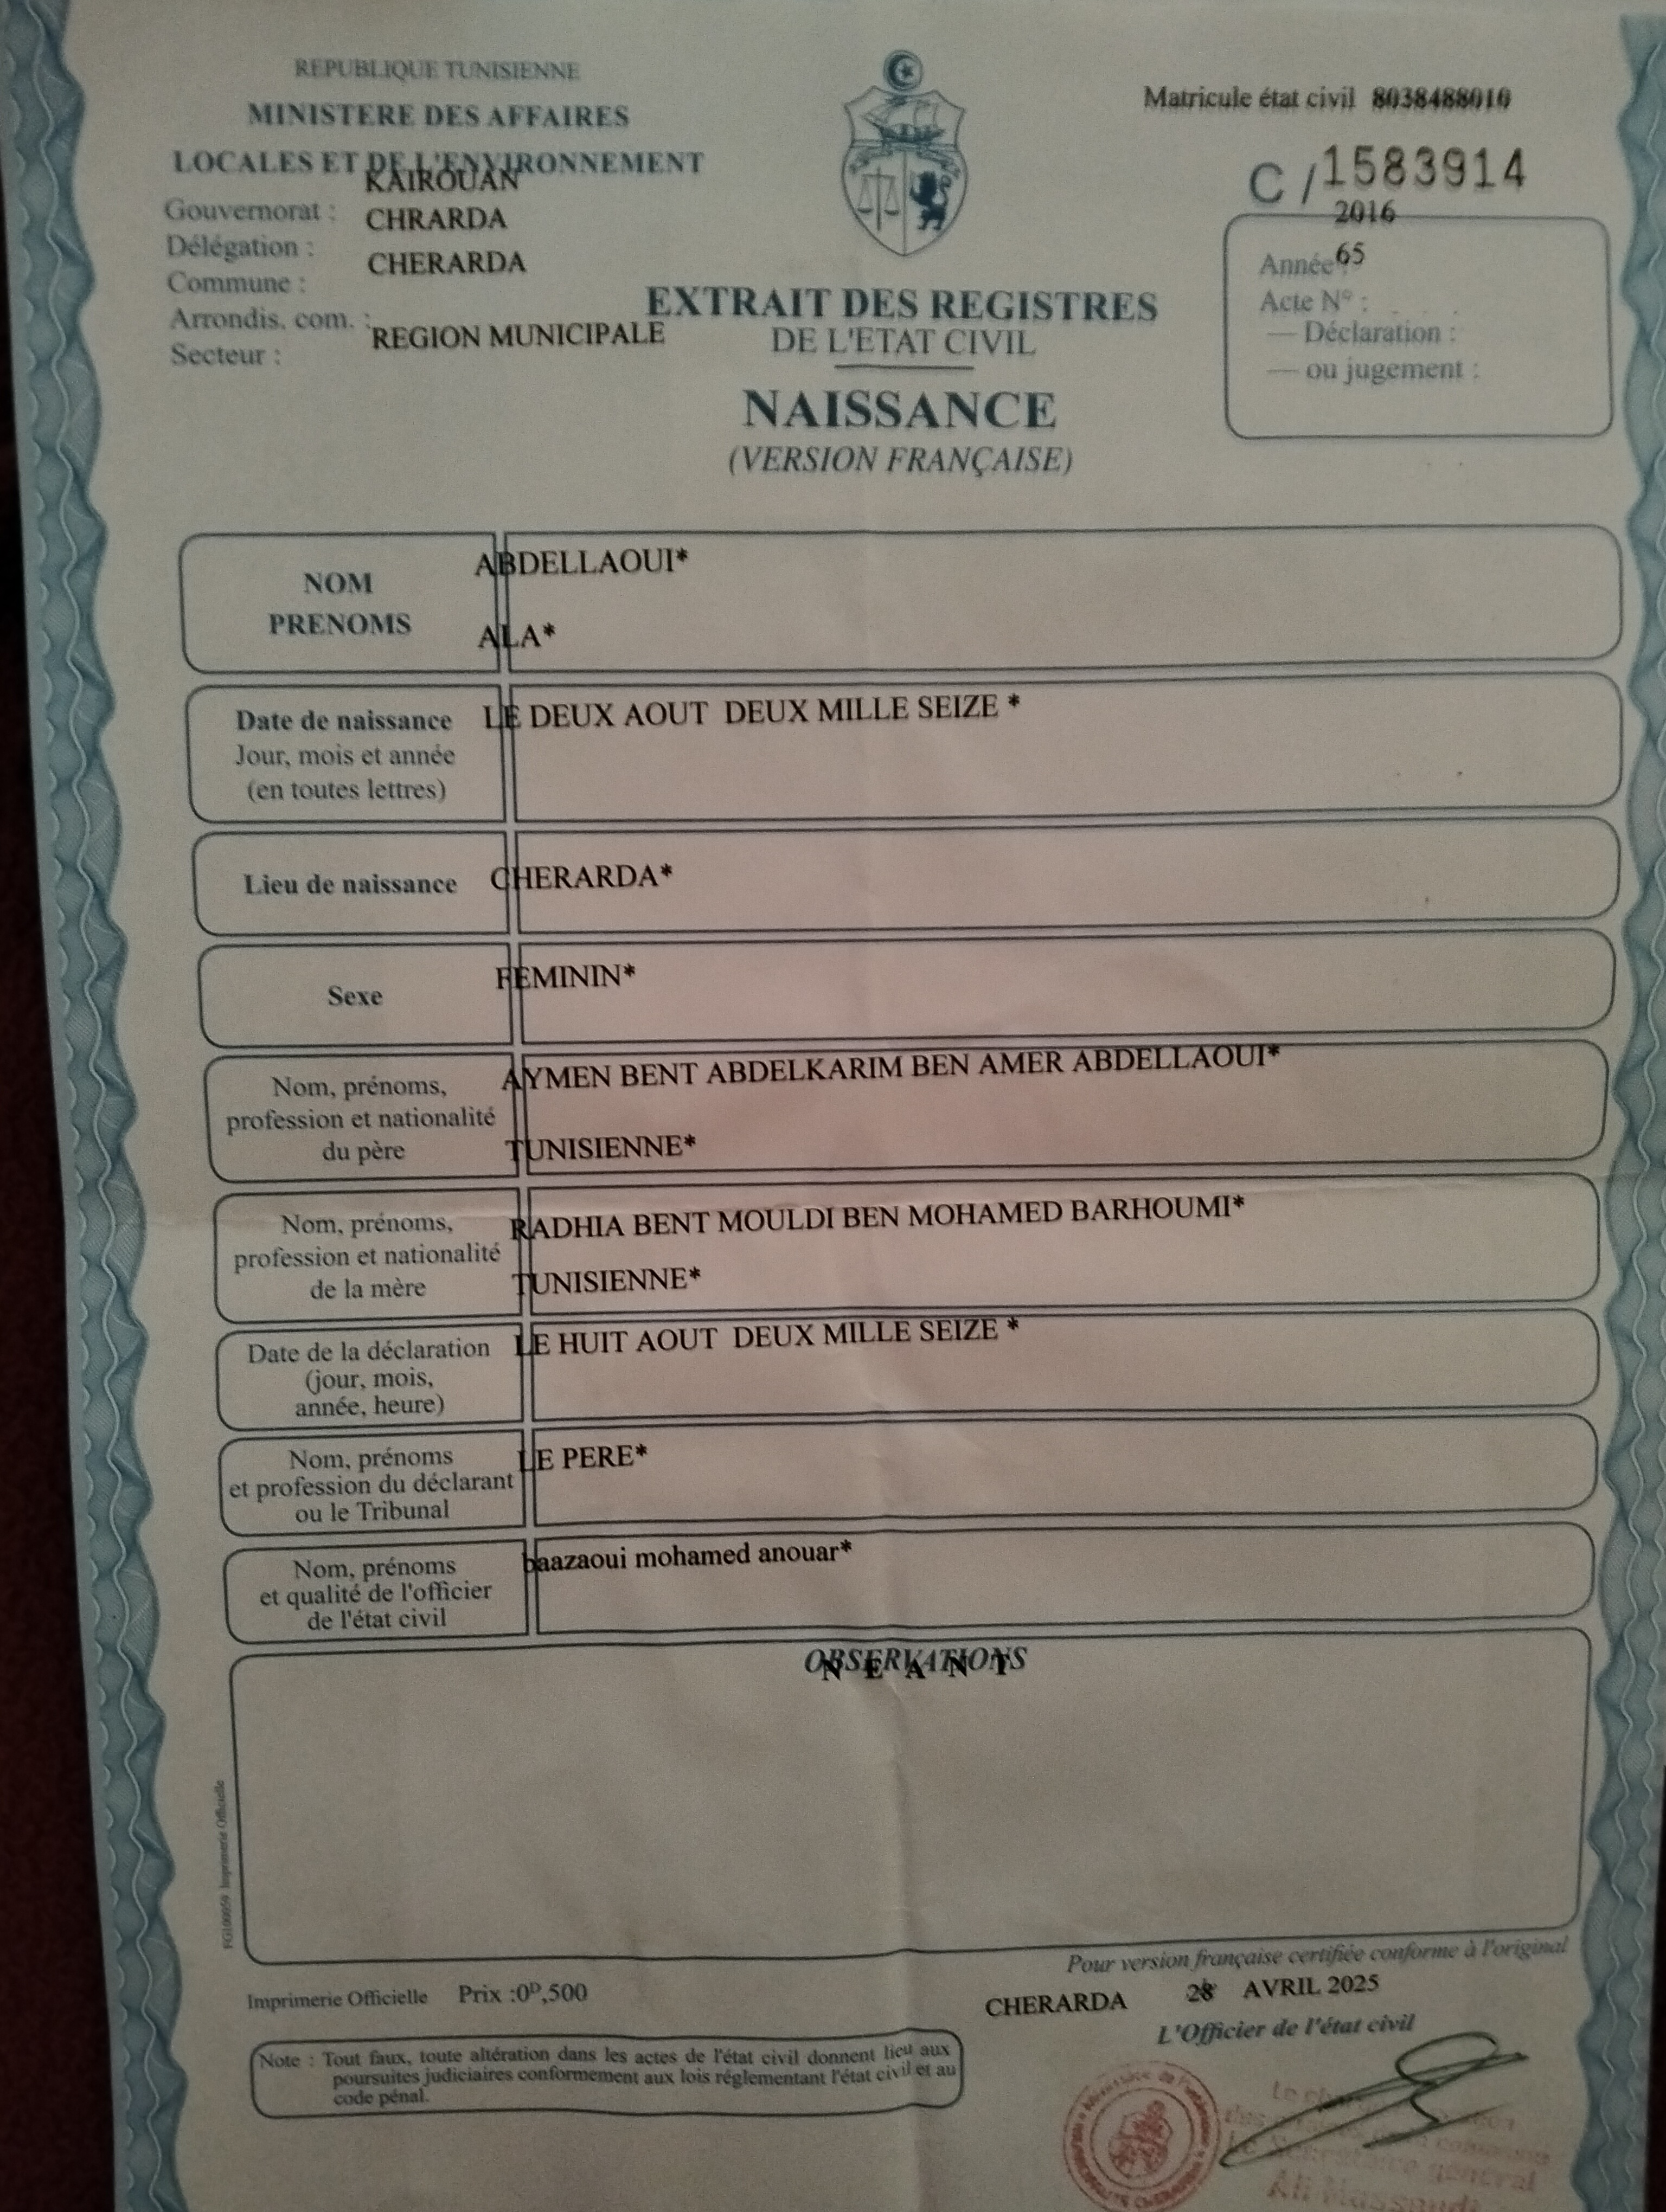 REPUBLIQUE TUNISIENNE
MINISTERE DES AFFAIRES
LOCALES ET DE L'ENVIRONNEMENT
Gouvernorat : KAIROUAN
Délégation : CHRARDA
Commune : CHERARDA
Arrondis. com. :
Secteur : REGION MUNICIPALE
Matricule état civil 8038488010
C / 1583914
2016
Année 65
Acte N° :
— Déclaration :
— ou jugement :
EXTRAIT DES REGISTRES
DE L'ETAT CIVIL
NAISSANCE
(VERSION FRANÇAISE)
NOM ABDELLAOUI*
PRENOMS ALA*
Date de naissance LE DEUX AOUT DEUX MILLE SEIZE *
Jour, mois et année
(en toutes lettres)
Lieu de naissance CHERARDA*
Sexe FEMININ*
Nom, prénoms, AYMEN BENT ABDELKARIM BEN AMER ABDELLAOUI*
profession et nationalité
du père TUNISIENNE*
Nom, prénoms, RADHIA BENT MOULDI BEN MOHAMED BARHOUMI*
profession et nationalité
de la mère TUNISIENNE*
Date de la déclaration LE HUIT AOUT DEUX MILLE SEIZE *
(jour, mois,
année, heure)
Nom, prénoms LE PERE*
et profession du déclarant
ou le Tribunal
Nom, prénoms baazaoui mohamed anouar*
et qualité de l'officier
de l'état civil
OBSERVATIONS
N E A N T
FG100659 Imprimerie Officielle
Pour version française certifiée conforme à l'original
Imprimerie Officielle Prix :0ᴰ,500
CHERARDA 28 AVRIL 2025
L'Officier de l'état civil
Note : Tout faux, toute altération dans les actes de l'état civil donnent lieu aux
poursuites judiciaires conformement aux lois réglementant l'état civil et au
code pénal.
Le Secrétaire général